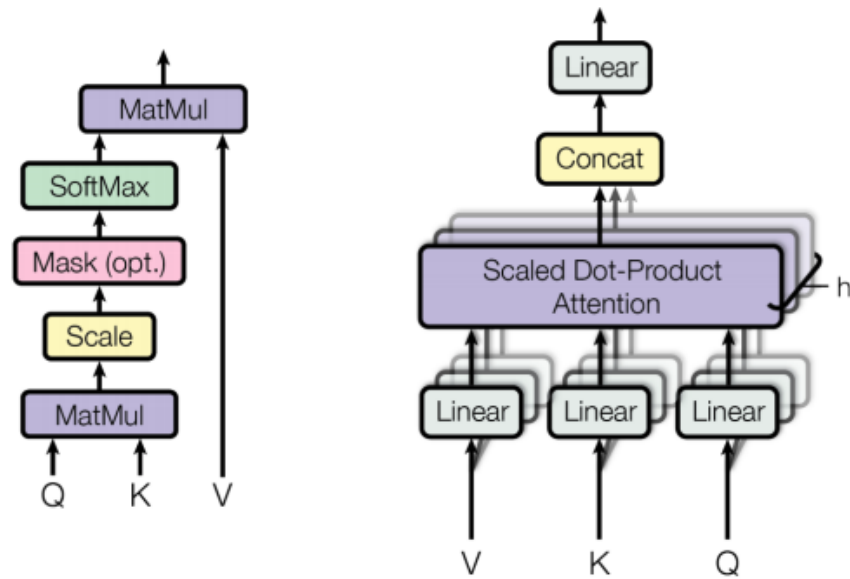 MatMul
SoftMax
Mask (opt.)
Scale
MatMul
Q K V
Linear
Concat
Scaled Dot-Product
Attention
h
Linear Linear Linear
V K Q